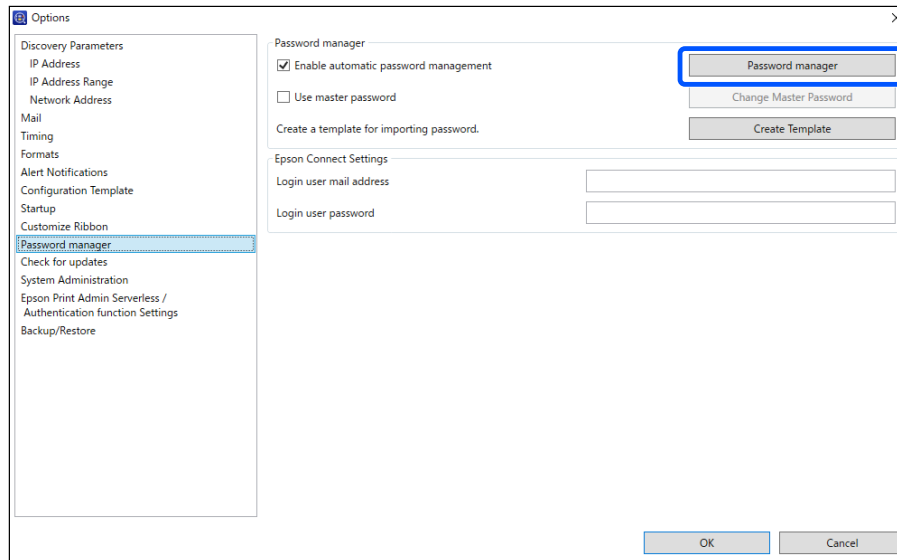 Options
Discovery Parameters
IP Address
IP Address Range
Network Address
Mail
Timing
Formats
Alert Notifications
Configuration Template
Startup
Customize Ribbon
Password manager
Check for updates
System Administration
Epson Print Admin Serverless /
Authentication function Settings
Backup/Restore
Password manager
Enable automatic password management
Password manager
Use master password
Change Master Password
Create a template for importing password.
Create Template
Epson Connect Settings
Login user mail address
Login user password
OK
Cancel